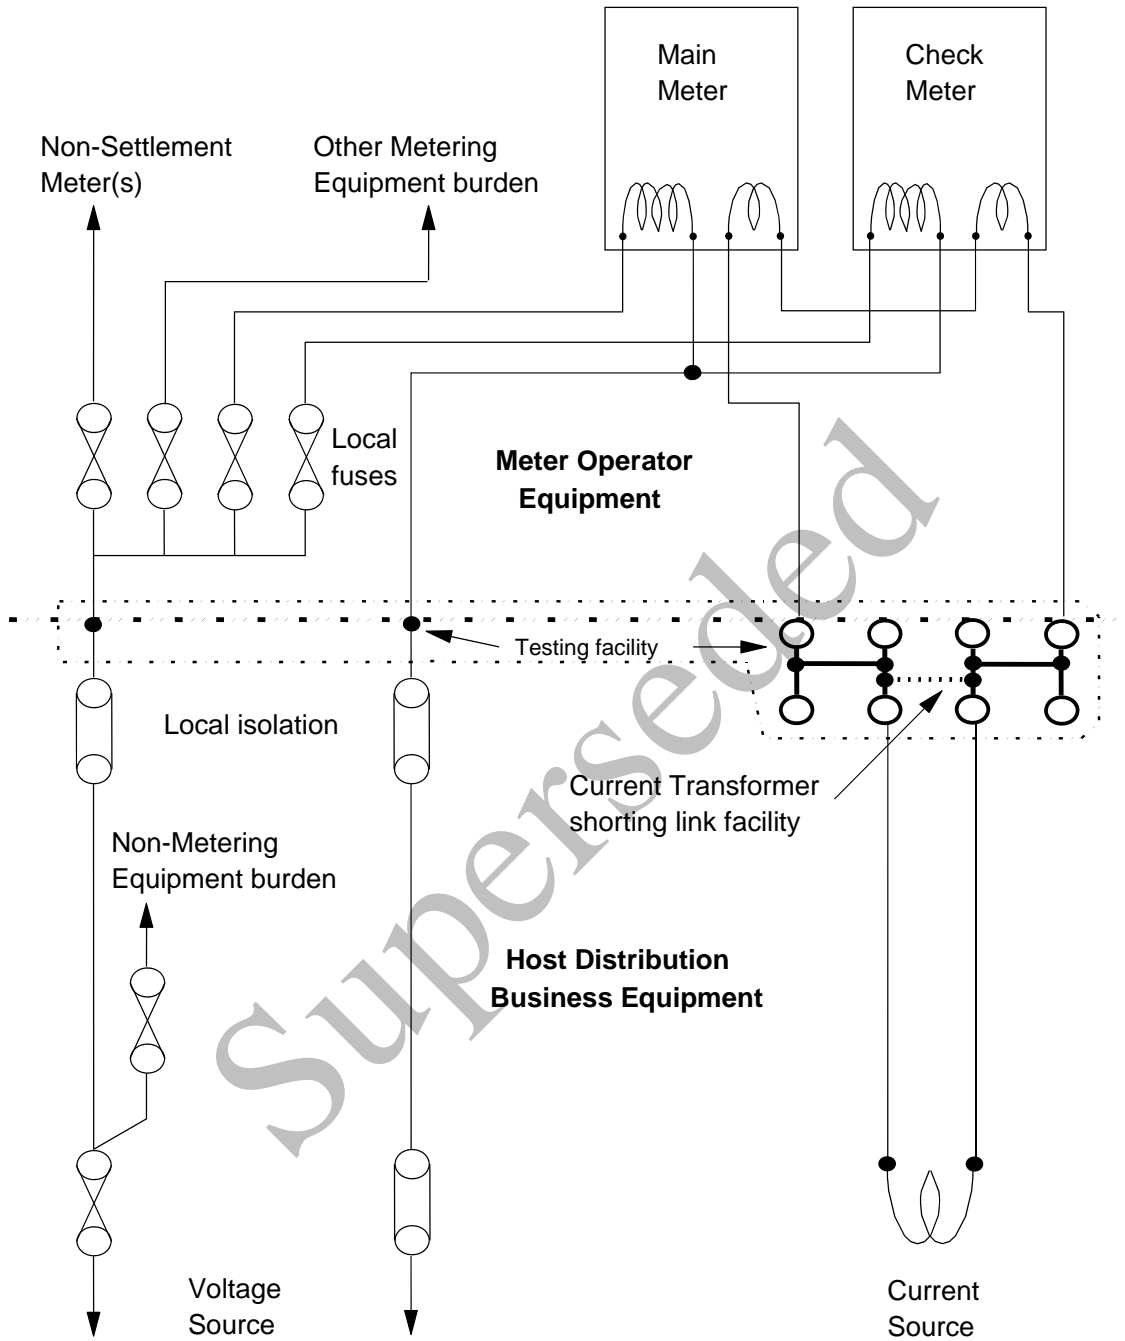 Main
Meter
Check
Meter
Non-Settlement
Meter(s)
Other Metering
Equipment burden
Local
fuses
Meter Operator
Equipment
Testing facility
Local isolation
Current Transformer
shorting link facility
Non-Metering
Equipment burden
Host Distribution
Business Equipment
Voltage
Source
Current
Source
Superseded